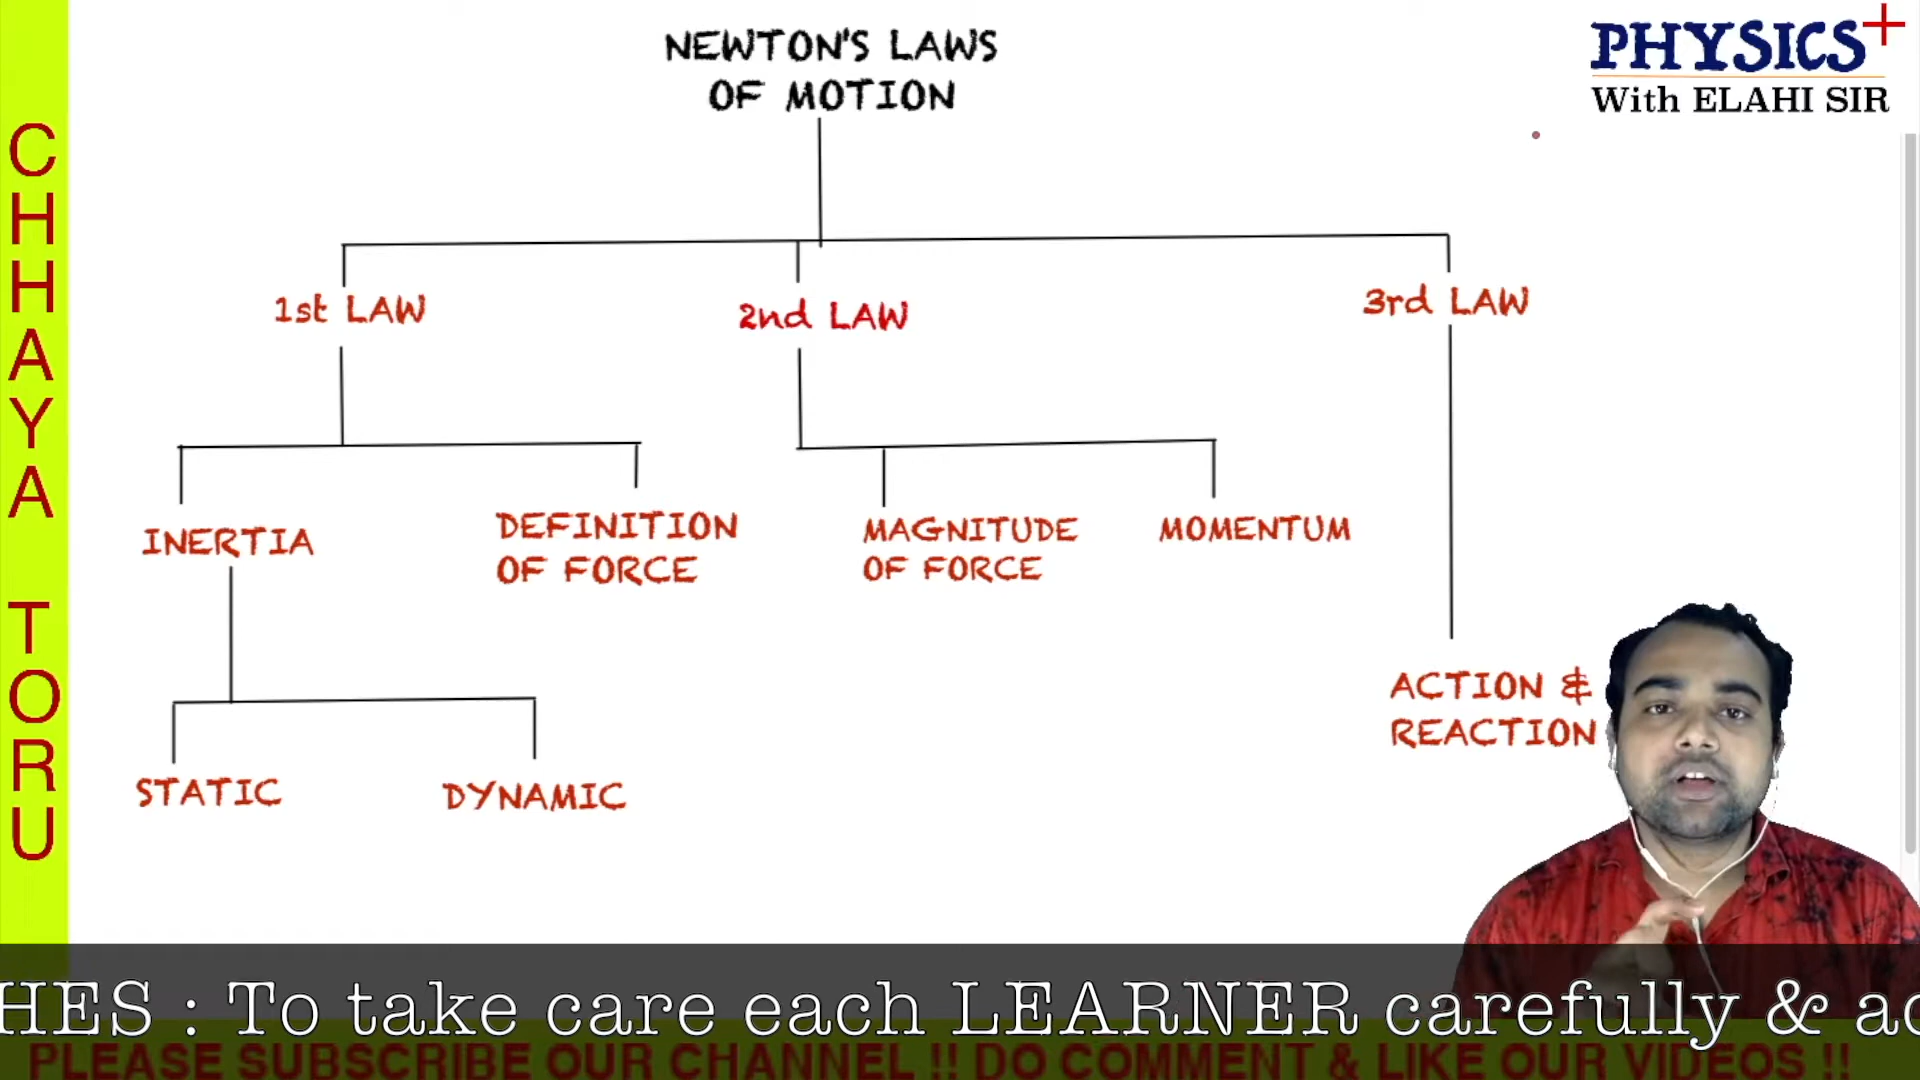 NEWTON'S LAWS
OF MOTION
PHYSICS+
With ELAHI SIR
CHHAYA TORU
1st LAW
2nd LAW
3rd LAW
INERTIA
DEFINITION
OF FORCE
MAGNITUDE
OF FORCE
MOMENTUM
ACTION &
REACTION
STATIC
DYNAMIC
HES : To take care each LEARNER carefully & ac
PLEASE SUBSCRIBE OUR CHANNEL !! DO COMMENT & LIKE OUR VIDEOS !!